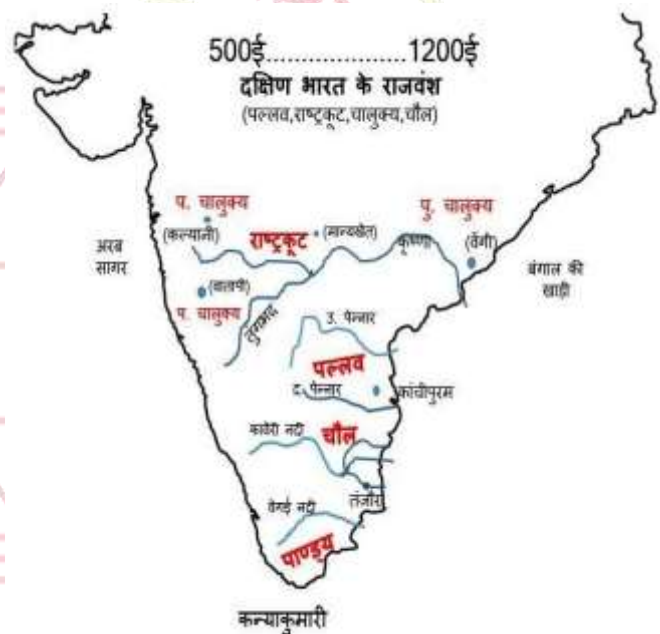 500ई....................1200ई
दक्षिण भारत के राजवंश
(पल्लव,राष्ट्रकूट,चालुक्य,चौल)
प. चालुक्य
पु. चालुक्य
(कल्यानी)
राष्ट्रकूट
(मान्यखेत)
कृष्णा
(वेंगी)
अरब
सागर
बंगाल की
खाड़ी
(वातापी)
प. चालुक्य
तुंगभद्रा
उ. पेन्नार
पल्लव
द. पेन्नार
कांचीपुरम
कावेरी नदी
चौल
तंजौर
वेगई नदी
पाण्ड्य
कन्याकुमारी